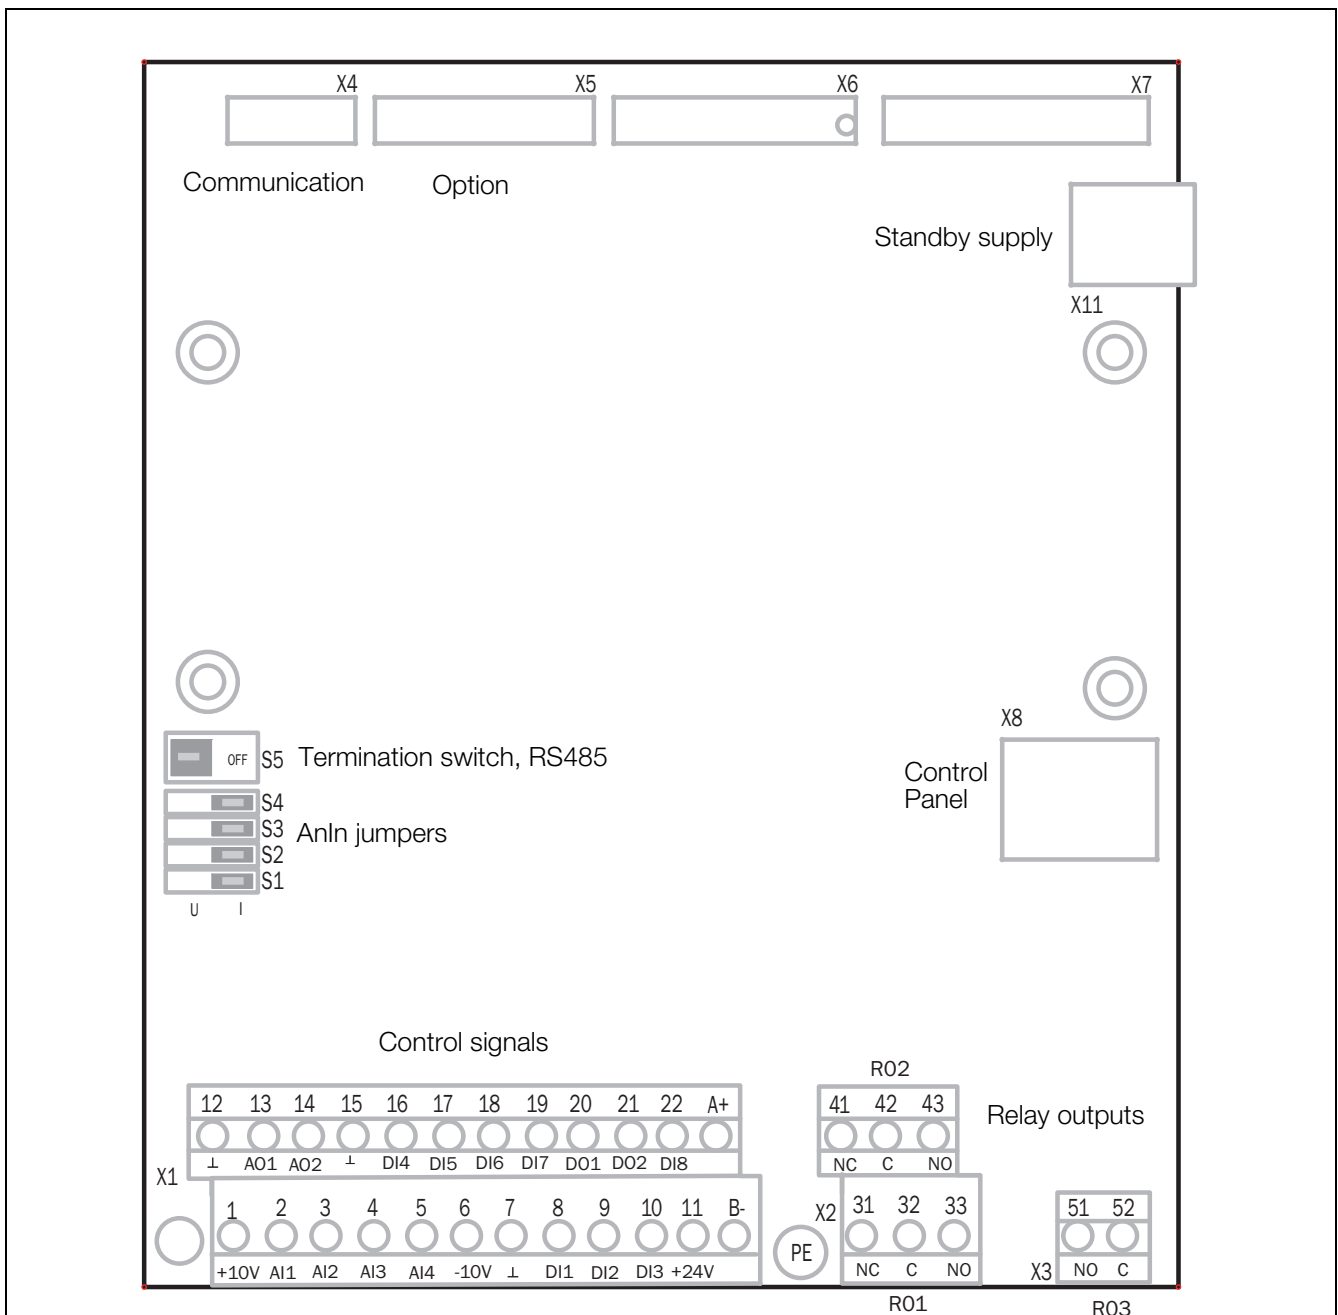 X4 X5 X6 X7
Communication Option
Standby supply
X11
X8
S5 OFF Termination switch, RS485
Control
Panel
S4
S3 AnIn jumpers
S2
S1
U I
Control signals
RO2
12 13 14 15 16 17 18 19 20 21 22 A+
41 42 43
Relay outputs
⊥ AO1 AO2 ⊥ DI4 DI5 DI6 DI7 DO1 DO2 DI8
NC C NO
X1
1 2 3 4 5 6 7 8 9 10 11 B-
X2
31 32 33
51 52
PE
+10V AI1 AI2 AI3 AI4 -10V ⊥ DI1 DI2 DI3 +24V
NC C NO
X3
NO C
RO1
RO3